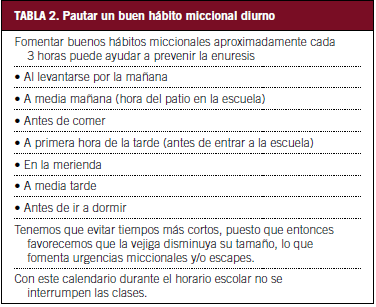 TABLA 2. Pautar un buen hábito miccional diurno
Fomentar buenos hábitos miccionales aproximadamente cada
3 horas puede ayudar a prevenir la enuresis
• Al levantarse por la mañana
• A media mañana (hora del patio en la escuela)
• Antes de comer
• A primera hora de la tarde (antes de entrar a la escuela)
• En la merienda
• A media tarde
• Antes de ir a dormir
Tenemos que evitar tiempos más cortos, puesto que entonces
favorecemos que la vejiga disminuya su tamaño, lo que
fomenta urgencias miccionales y/o escapes.
Con este calendario durante el horario escolar no se
interrumpen las clases.